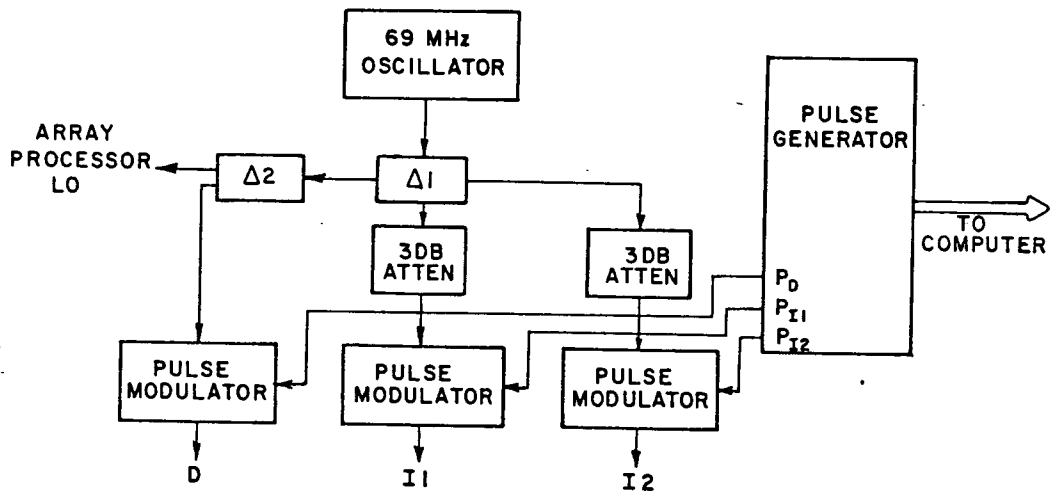 69 MHz
OSCILLATOR
PULSE
GENERATOR
ARRAY
PROCESSOR
LO
Δ2
Δ1
TO
COMPUTER
3DB
ATTEN
3DB
ATTEN
PD
PI1
PI2
PULSE
MODULATOR
PULSE
MODULATOR
PULSE
MODULATOR
D
I1
I2